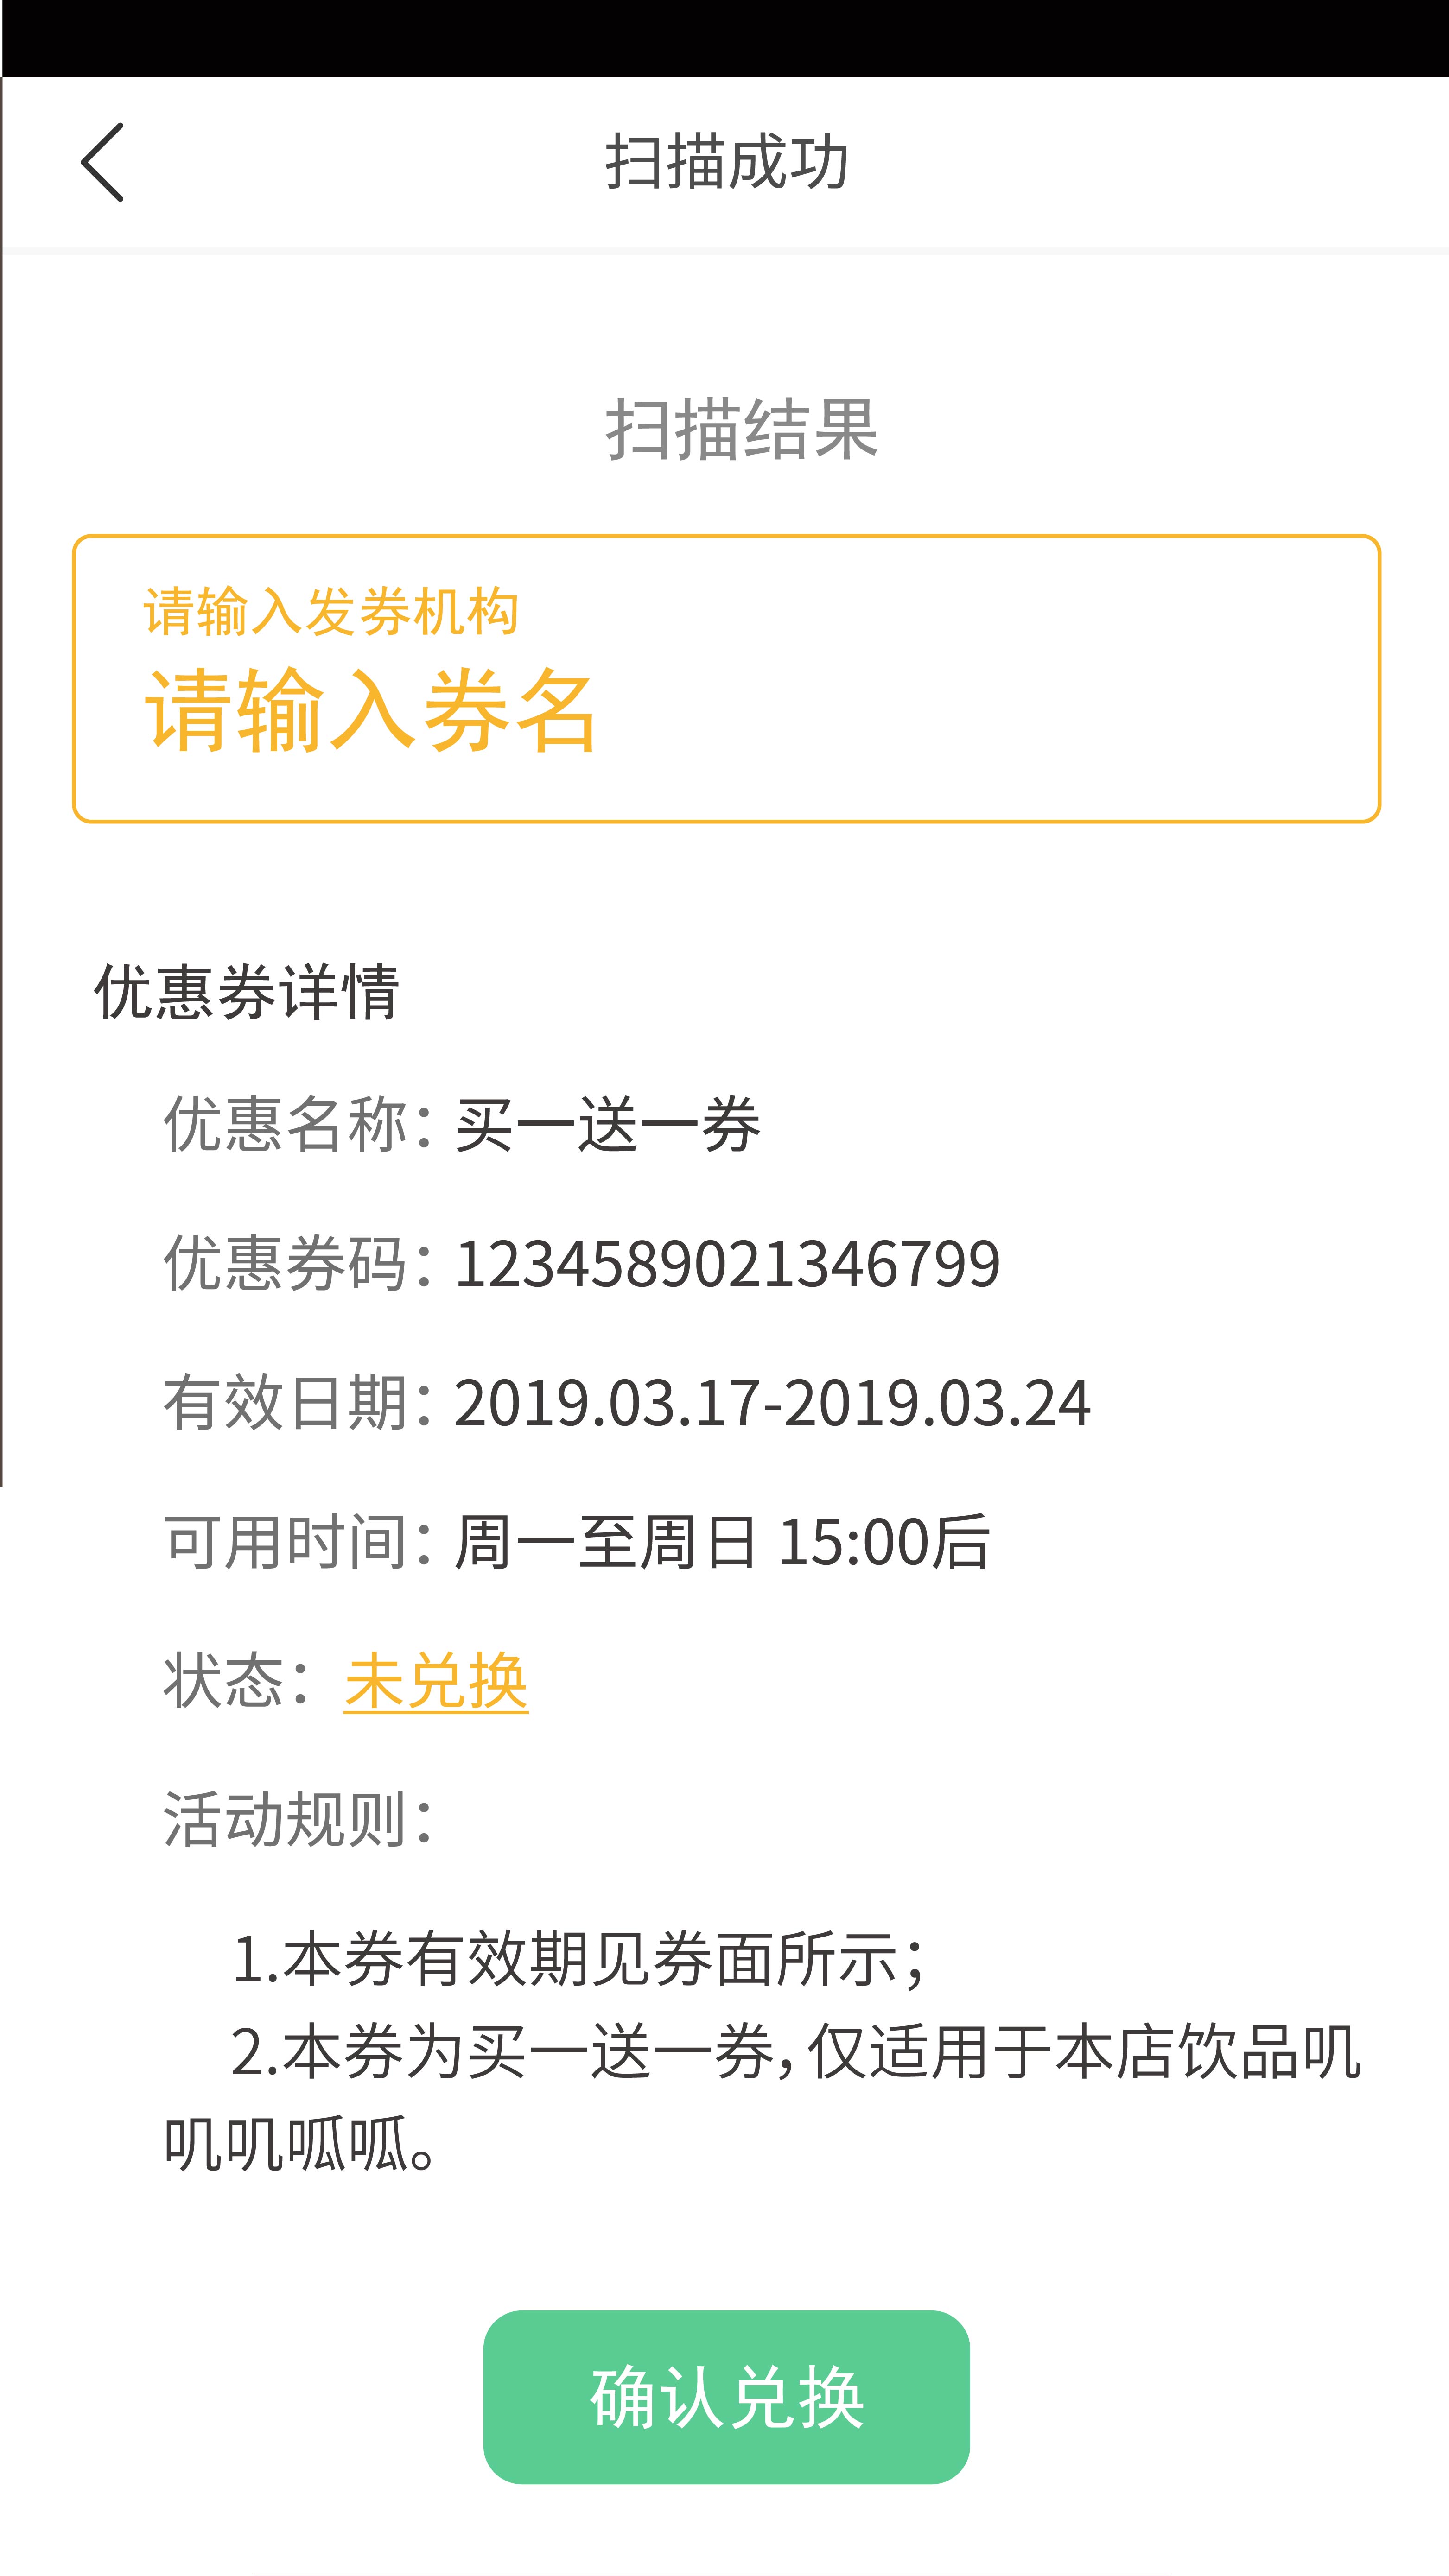 扫描成功
扫描结果
请输入发券机构
请输入券名
优惠券详情
优惠名称：买一送一券
优惠券码：1234589021346799
有效日期：2019.03.17-2019.03.24
可用时间：周一至周日 15:00后
状态：未兑换
活动规则：
1.本券有效期见券面所示；
2.本券为买一送一券，仅适用于本店饮品叽
叽叽呱呱。
确认兑换